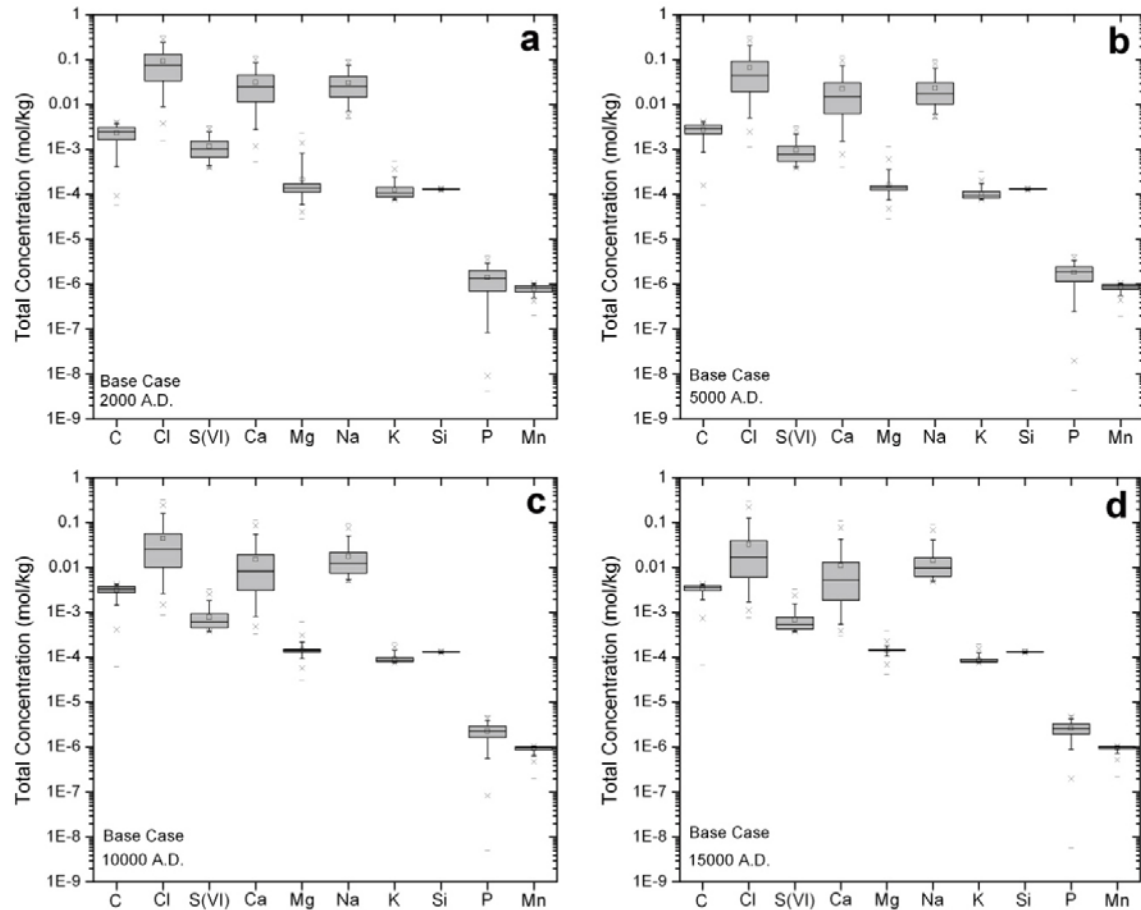 a
Total Concentration (mol/kg)
1
0.1
0.01
1E-3
1E-4
1E-5
1E-6
1E-7
1E-8
1E-9
Base Case
2000 A.D.
C Cl S(VI) Ca Mg Na K Si P Mn
b
Total Concentration (mol/kg)
1
0.1
0.01
1E-3
1E-4
1E-5
1E-6
1E-7
1E-8
1E-9
Base Case
5000 A.D.
C Cl S(VI) Ca Mg Na K Si P Mn
c
Total Concentration (mol/kg)
1
0.1
0.01
1E-3
1E-4
1E-5
1E-6
1E-7
1E-8
1E-9
Base Case
10000 A.D.
C Cl S(VI) Ca Mg Na K Si P Mn
d
Total Concentration (mol/kg)
1
0.1
0.01
1E-3
1E-4
1E-5
1E-6
1E-7
1E-8
1E-9
Base Case
15000 A.D.
C Cl S(VI) Ca Mg Na K Si P Mn